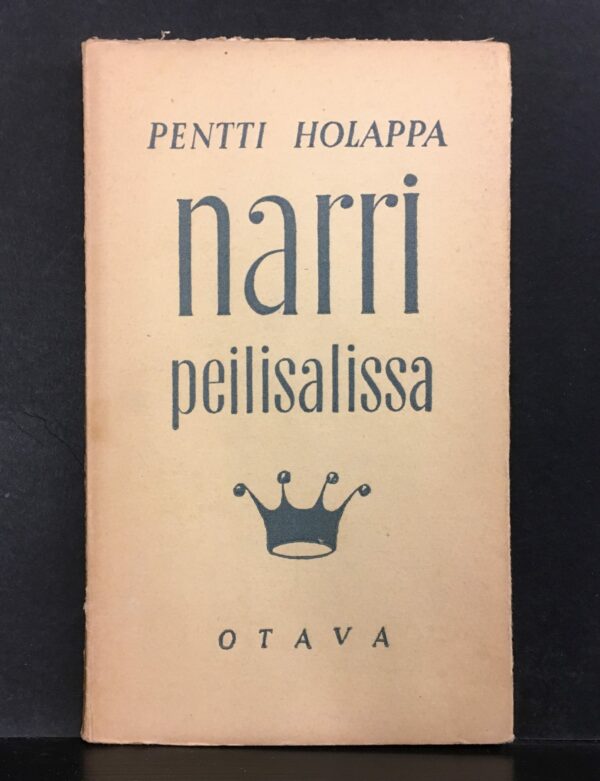 PENTTI HOLAPPA
narri
peilisalissa
OTAVA